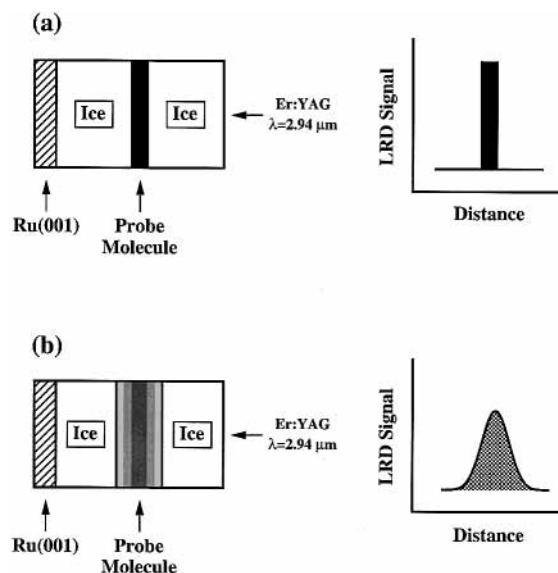 (a)
Ice
Ice
Er:YAG
λ=2.94 µm
Ru(001)
Probe
Molecule
LRD Signal
Distance
(b)
Ice
Ice
Er:YAG
λ=2.94 µm
Ru(001)
Probe
Molecule
LRD Signal
Distance